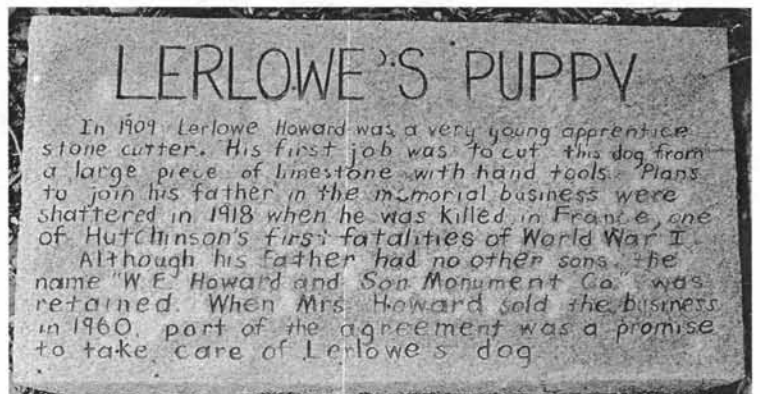 LERLOWE'S PUPPY
In 1909 Lerlowe Howard was a very young apprentice
stone cutter. His first job was to cut this dog from
a large piece of limestone with hand tools. Plans
to join his father in the memorial business were
shattered in 1918 when he was killed in France, one
of Hutchinson's first fatalities of World War I.
Although his father had no other sons, the
name "W.F. Howard and Son Monument Co." was
retained. When Mrs. Howard sold the business
in 1960, part of the agreement was a promise
to take care of Lerlowe's dog